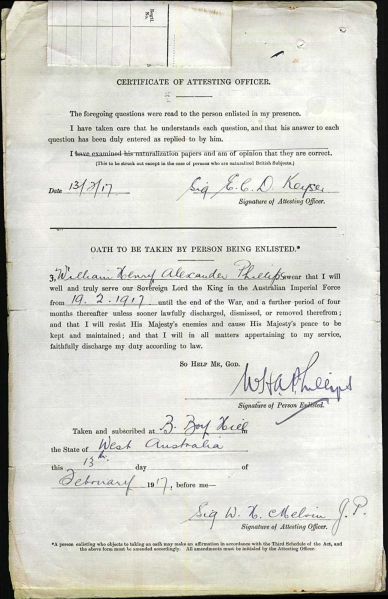 Regtl.
No.
CERTIFICATE OF ATTESTING OFFICER.
The foregoing questions were read to the person enlisted in my presence.
I have taken care that he understands each question, and that his answer to each
question has been duly entered as replied to by him.
I have examined his naturalization papers and am of opinion that they are correct.
(This to be struck out except in the case of persons who are naturalized British Subjects.)
Date 13/2/17 Sig E. C. D Keyser
Signature of Attesting Officer.
OATH TO BE TAKEN BY PERSON BEING ENLISTED.*
I, William Henry Alexander Phillips swear that I will
well and truly serve our Sovereign Lord the King in the Australian Imperial Force
from 19.2.1917 until the end of the War, and a further period of four
months thereafter unless sooner lawfully discharged, dismissed, or removed therefrom;
and that I will resist His Majesty's enemies and cause His Majesty's peace to
be kept and maintained; and that I will in all matters appertaining to my service,
faithfully discharge my duty according to law.
SO HELP ME, GOD.
W H A Phillips
Signature of Person Enlisted.
Taken and subscribed at B. Boy Hill in
the State of West Australia
this 13th day of
February 1917, before me—
Sig W. H. Melvin J. P.
Signature of Attesting Officer.
*A person enlisting who objects to taking an oath may make an affirmation in accordance with the Third Schedule of the Act, and
the above form must be amended accordingly. All amendments must be initialed by the Attesting Officer.